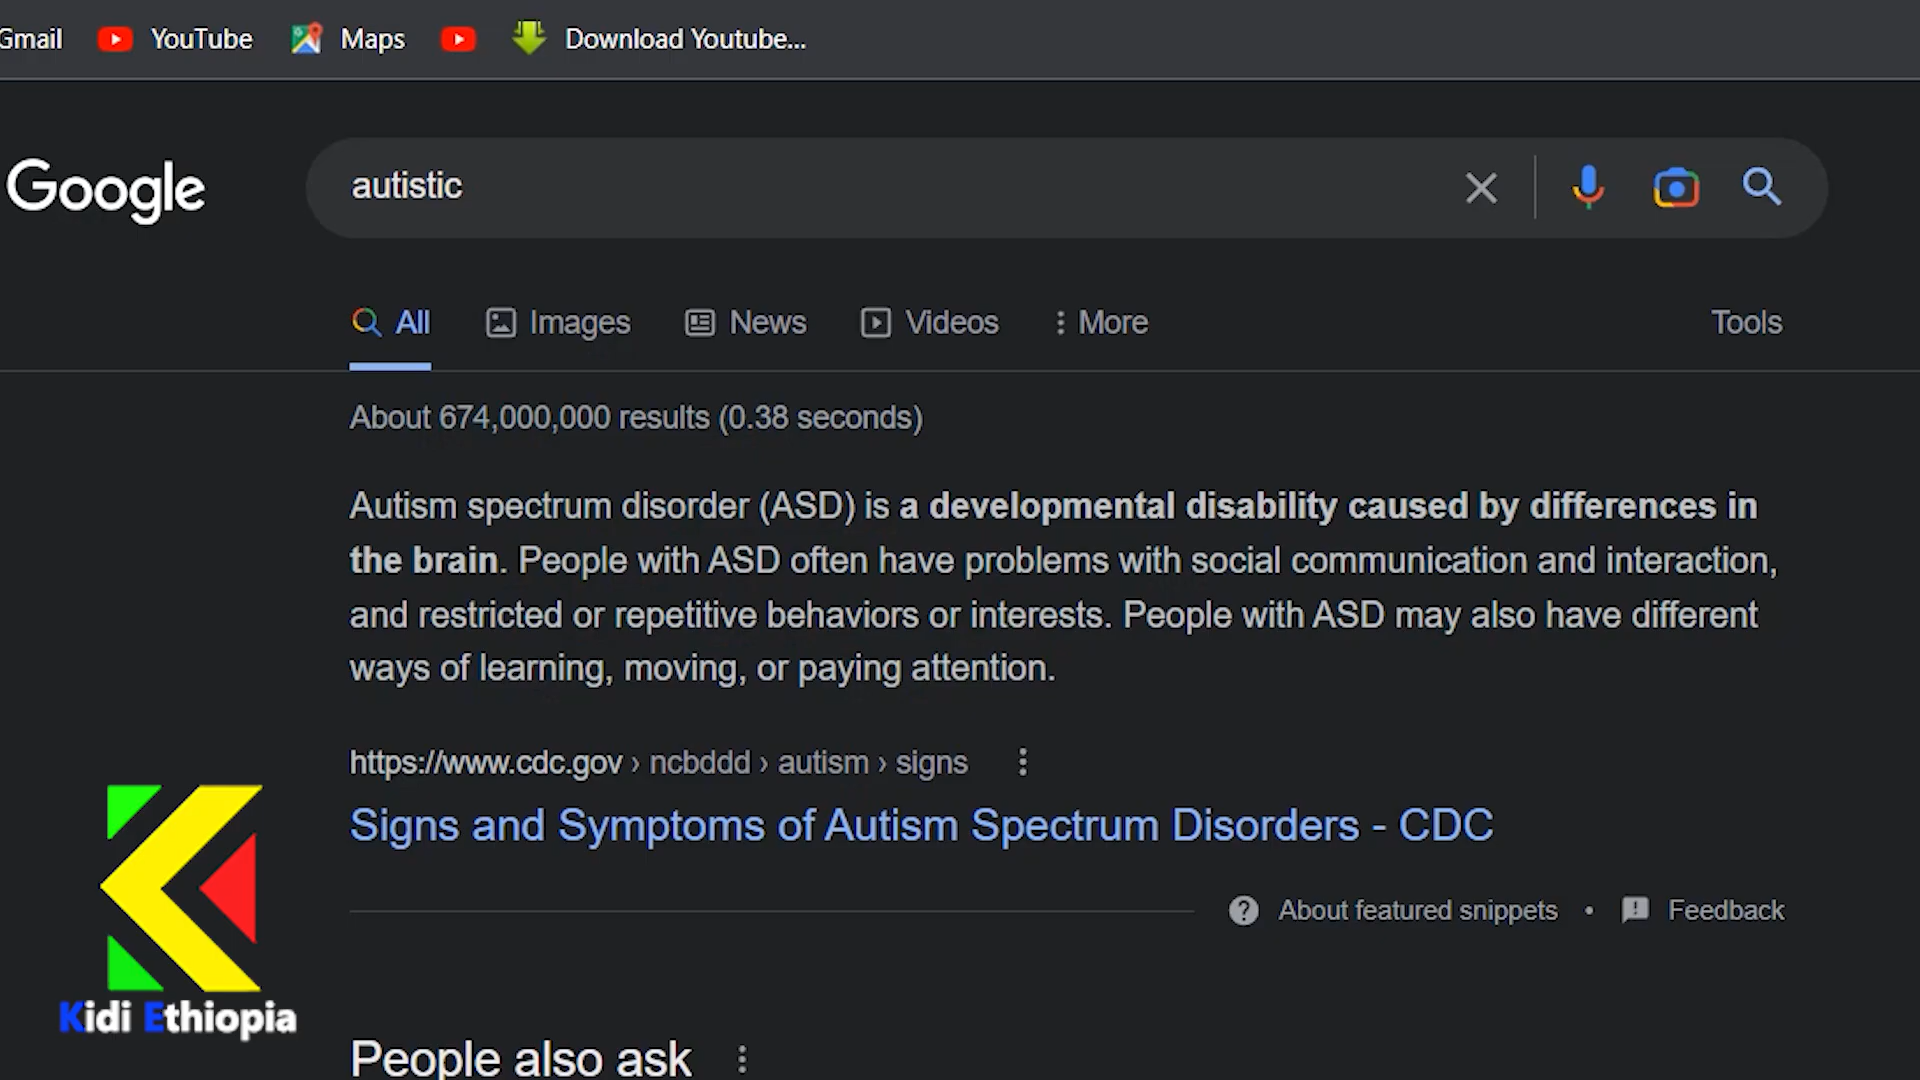 Gmail YouTube Maps Download Youtube...
Google autistic
All Images News Videos More Tools
About 674,000,000 results (0.38 seconds)
Autism spectrum disorder (ASD) is a developmental disability caused by differences in
the brain. People with ASD often have problems with social communication and interaction,
and restricted or repetitive behaviors or interests. People with ASD may also have different
ways of learning, moving, or paying attention.
https://www.cdc.gov › ncbddd › autism › signs
Signs and Symptoms of Autism Spectrum Disorders - CDC
About featured snippets • Feedback
Kidi Ethiopia
People also ask